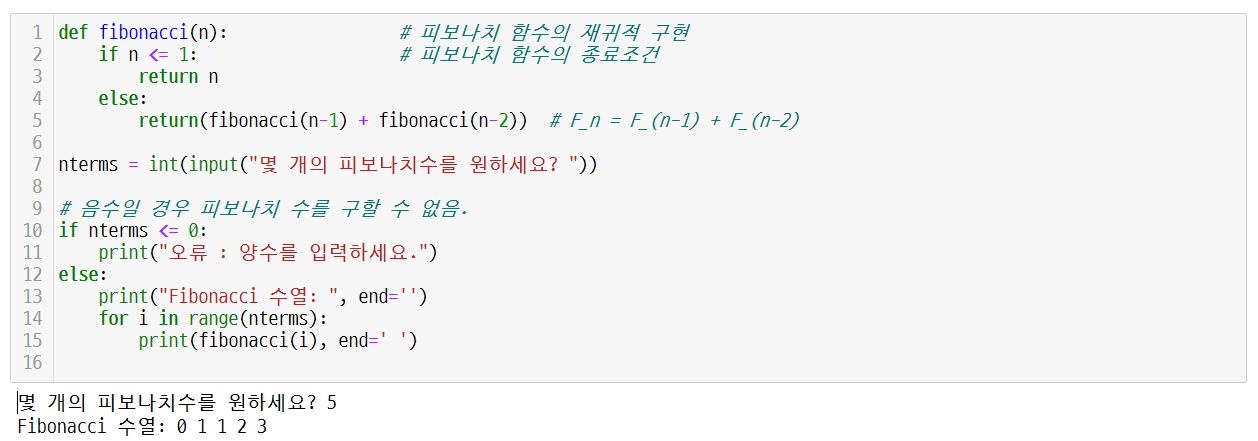 1 def fibonacci(n):                 # 피보나치 함수의 재귀적 구현
2     if n <= 1:                    # 피보나치 함수의 종료조건
3         return n
4     else:
5         return(fibonacci(n-1) + fibonacci(n-2))  # F_n = F_(n-1) + F_(n-2)
6
7 nterms = int(input("몇 개의 피보나치수를 원하세요? "))
8
9 # 음수일 경우 피보나치 수를 구할 수 없음.
10 if nterms <= 0:
11     print("오류 : 양수를 입력하세요.")
12 else:
13     print("Fibonacci 수열: ", end='')
14     for i in range(nterms):
15         print(fibonacci(i), end=' ')
16
몇 개의 피보나치수를 원하세요? 5
Fibonacci 수열: 0 1 1 2 3